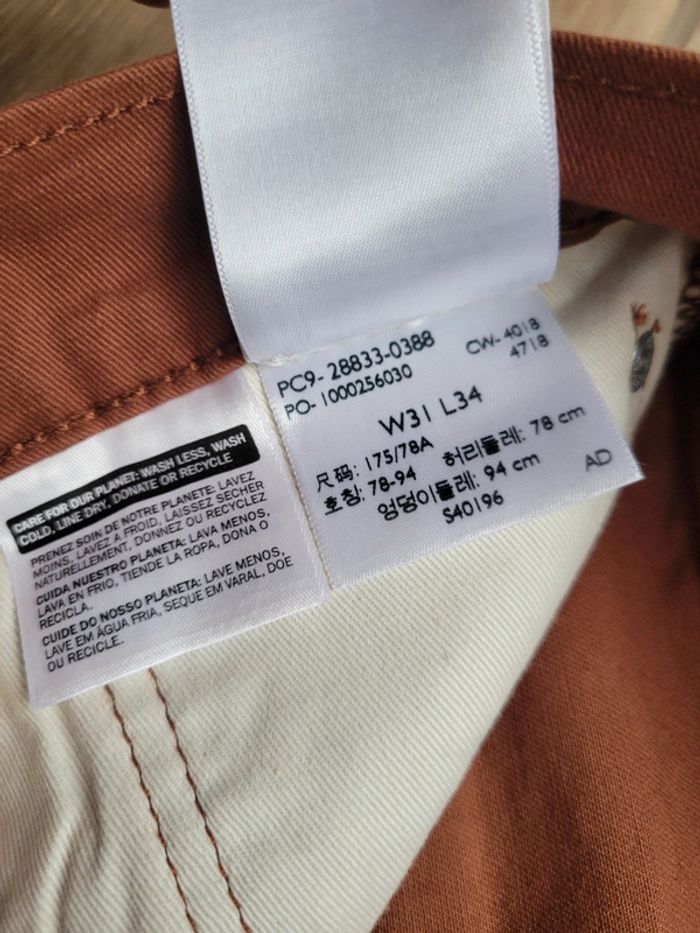 PC9- 28833-0388
PO- 1000256030
CW- 4018
4718
W31 L34
尺码: 175/78A
호칭: 78-94
허리둘레: 78 cm
엉덩이둘레: 94 cm
S40196
AD
CARE FOR OUR PLANET: WASH LESS, WASH
COLD, LINE DRY, DONATE OR RECYCLE
PRENEZ SOIN DE NOTRE PLANETE: LAVEZ
MOINS, LAVEZ A FROID, LAISSEZ SECHER
NATURELLEMENT, DONNEZ OU RECYCLEZ
CUIDA NUESTRO PLANETA: LAVA MENOS,
LAVA EN FRIO, TIENDE LA ROPA, DONA O
RECICLA.
CUIDE DO NOSSO PLANETA: LAVE MENOS,
LAVE EM ÁGUA FRIA, SEQUE EM VARAL, DOE
OU RECICLE.